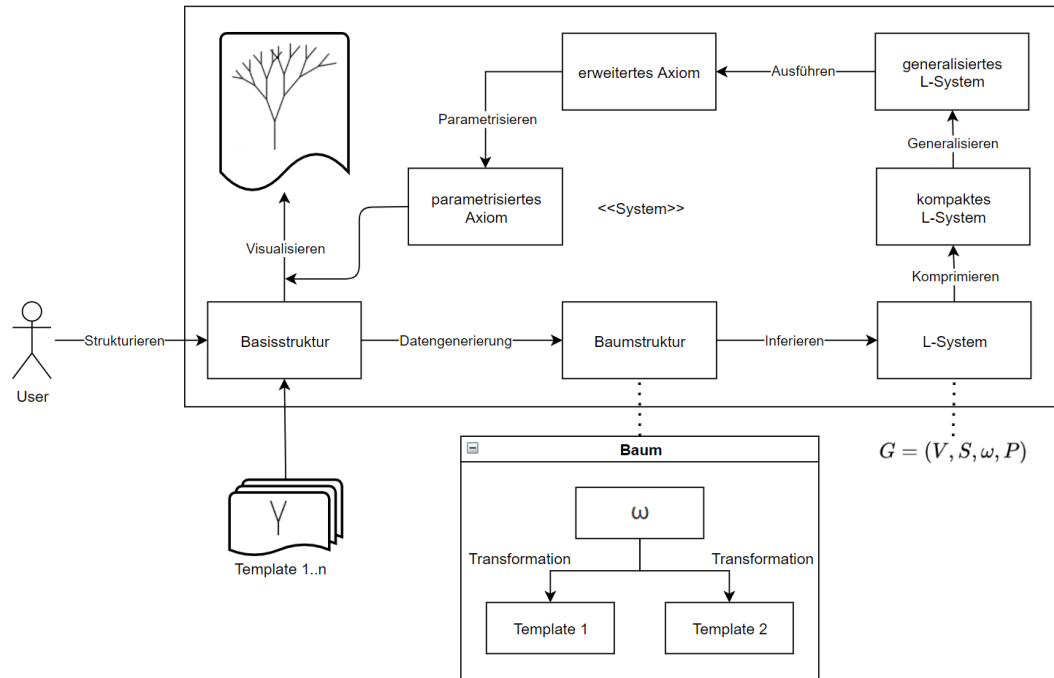 erweitertes Axiom
Ausführen
generalisiertes
L-System
Parametrisieren
Generalisieren
parametrisiertes
Axiom
<<System>>
kompaktes
L-System
Visualisieren
Komprimieren
User
Strukturieren
Basisstruktur
Datengenerierung
Baumstruktur
Inferieren
L-System
Template 1..n
Baum
ω
Transformation
Transformation
Template 1
Template 2
G = (V, S, ω, P)